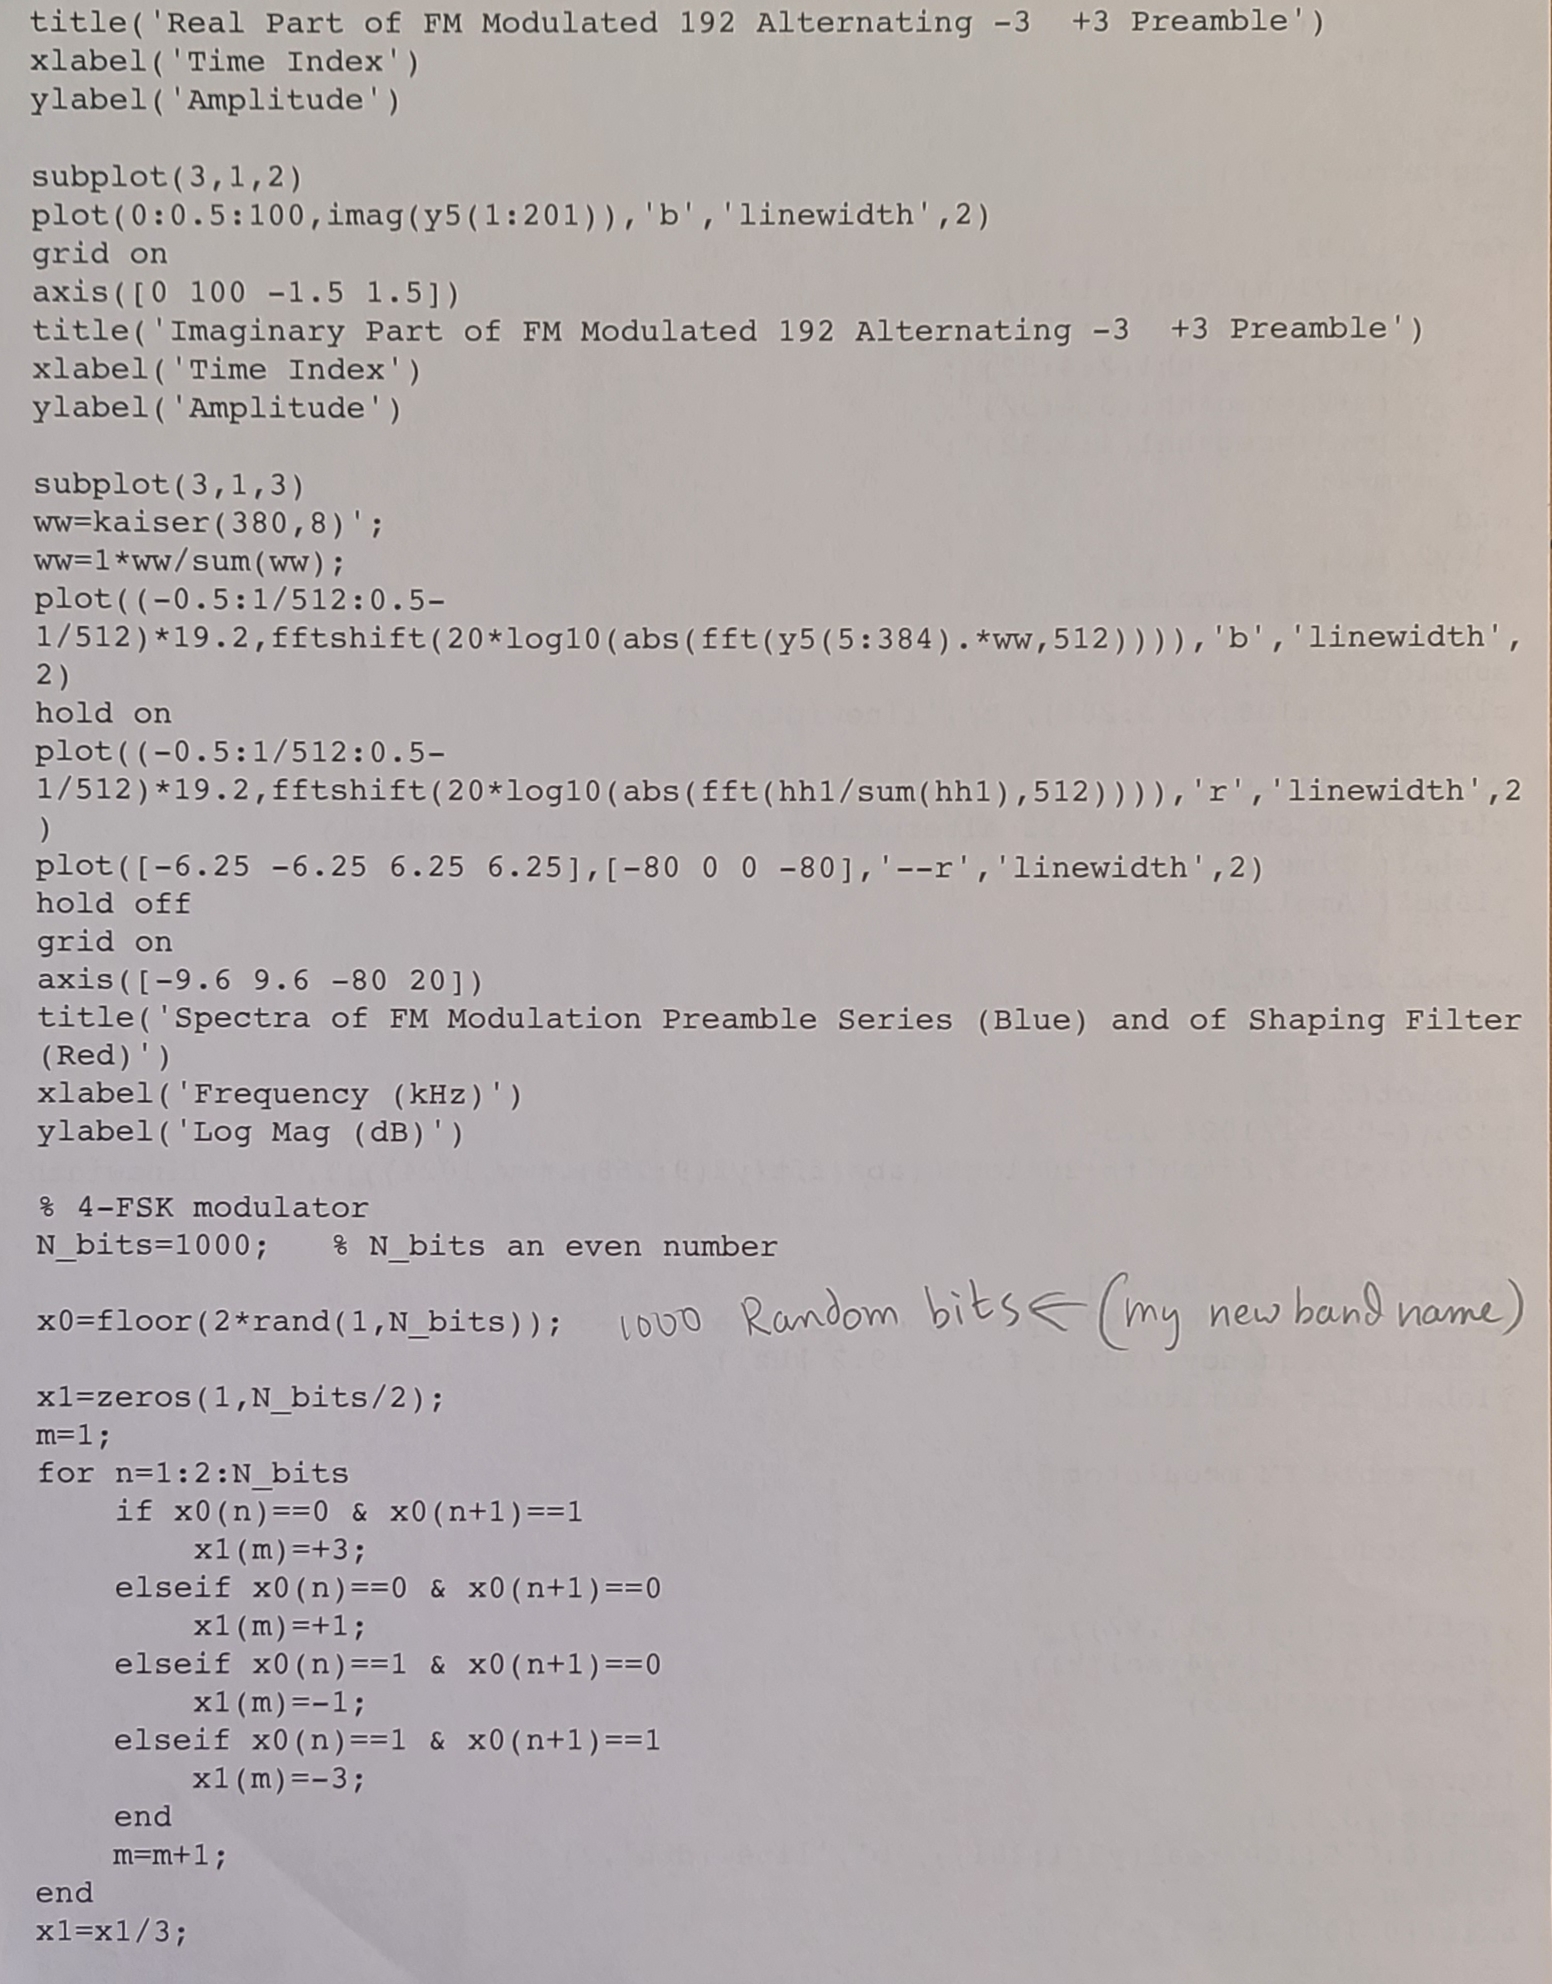 title('Real Part of FM Modulated 192 Alternating -3  +3 Preamble')
xlabel('Time Index')
ylabel('Amplitude')
subplot(3,1,2)
plot(0:0.5:100,imag(y5(1:201)),'b','linewidth',2)
grid on
axis([0 100 -1.5 1.5])
title('Imaginary Part of FM Modulated 192 Alternating -3  +3 Preamble')
xlabel('Time Index')
ylabel('Amplitude')
subplot(3,1,3)
ww=kaiser(380,8)';
ww=1*ww/sum(ww);
plot((-0.5:1/512:0.5-
1/512)*19.2,fftshift(20*log10(abs(fft(y5(5:384).*ww,512)))),'b','linewidth',
2)
hold on
plot((-0.5:1/512:0.5-
1/512)*19.2,fftshift(20*log10(abs(fft(hh1/sum(hh1),512)))),'r','linewidth',2
)
plot([-6.25 -6.25 6.25 6.25],[-80 0 0 -80],'--r','linewidth',2)
hold off
grid on
axis([-9.6 9.6 -80 20])
title('Spectra of FM Modulation Preamble Series (Blue) and of Shaping Filter
(Red)')
xlabel('Frequency (kHz)')
ylabel('Log Mag (dB)')
% 4-FSK modulator
N_bits=1000;   % N_bits an even number
x0=floor(2*rand(1,N_bits)); 1000 Random bits ← (my new band name)
x1=zeros(1,N_bits/2);
m=1;
for n=1:2:N_bits
    if x0(n)==0 & x0(n+1)==1
        x1(m)=+3;
    elseif x0(n)==0 & x0(n+1)==0
        x1(m)=+1;
    elseif x0(n)==1 & x0(n+1)==0
        x1(m)=-1;
    elseif x0(n)==1 & x0(n+1)==1
        x1(m)=-3;
    end
    m=m+1;
end
x1=x1/3;